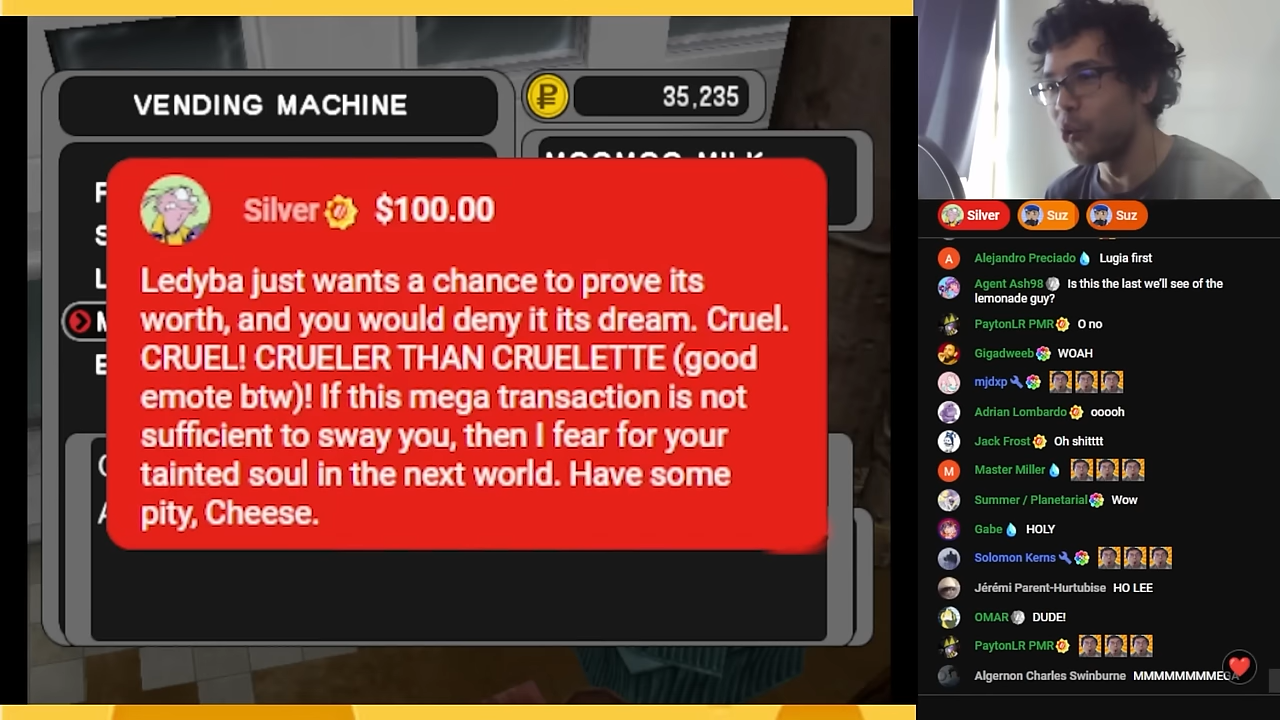 VENDING MACHINE
35,235
MOOMOO MILK
Silver $100.00
Ledyba just wants a chance to prove its
worth, and you would deny it its dream. Cruel.
CRUEL! CRUELER THAN CRUELETTE (good
emote btw)! If this mega transaction is not
sufficient to sway you, then I fear for your
tainted soul in the next world. Have some
pity, Cheese.
Silver
Suz
Suz
Alejandro Preciado Lugia first
Agent Ash98 Is this the last we'll see of the
lemonade guy?
PaytonLR PMR O no
Gigadweeb WOAH
mjdxp
Adrian Lombardo ooooh
Jack Frost Oh shitttt
Master Miller
Summer / Planetarial Wow
Gabe HOLY
Solomon Kerns
Jérémi Parent-Hurtubise HO LEE
OMAR DUDE!
PaytonLR PMR
Algernon Charles Swinburne MMMMMMMMEGA